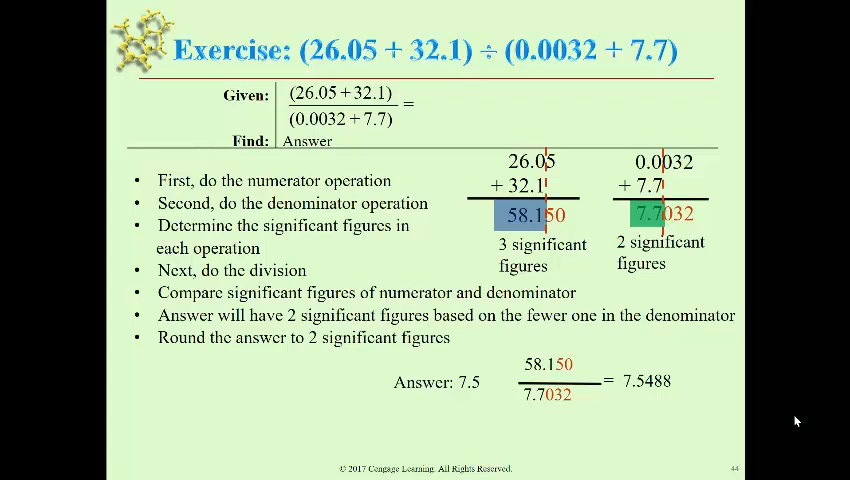 Exercise: (26.05 + 32.1) ÷ (0.0032 + 7.7)
Given:
(26.05 + 32.1)
(0.0032 + 7.7)
=
Find:
Answer
• First, do the numerator operation
• Second, do the denominator operation
• Determine the significant figures in
each operation
• Next, do the division
• Compare significant figures of numerator and denominator
• Answer will have 2 significant figures based on the fewer one in the denominator
• Round the answer to 2 significant figures
26.05
+ 32.1
58.150
3 significant
figures
0.0032
+ 7.7
7.7032
2 significant
figures
Answer: 7.5
58.150
7.7032
= 7.5488
© 2017 Cengage Learning. All Rights Reserved.
44